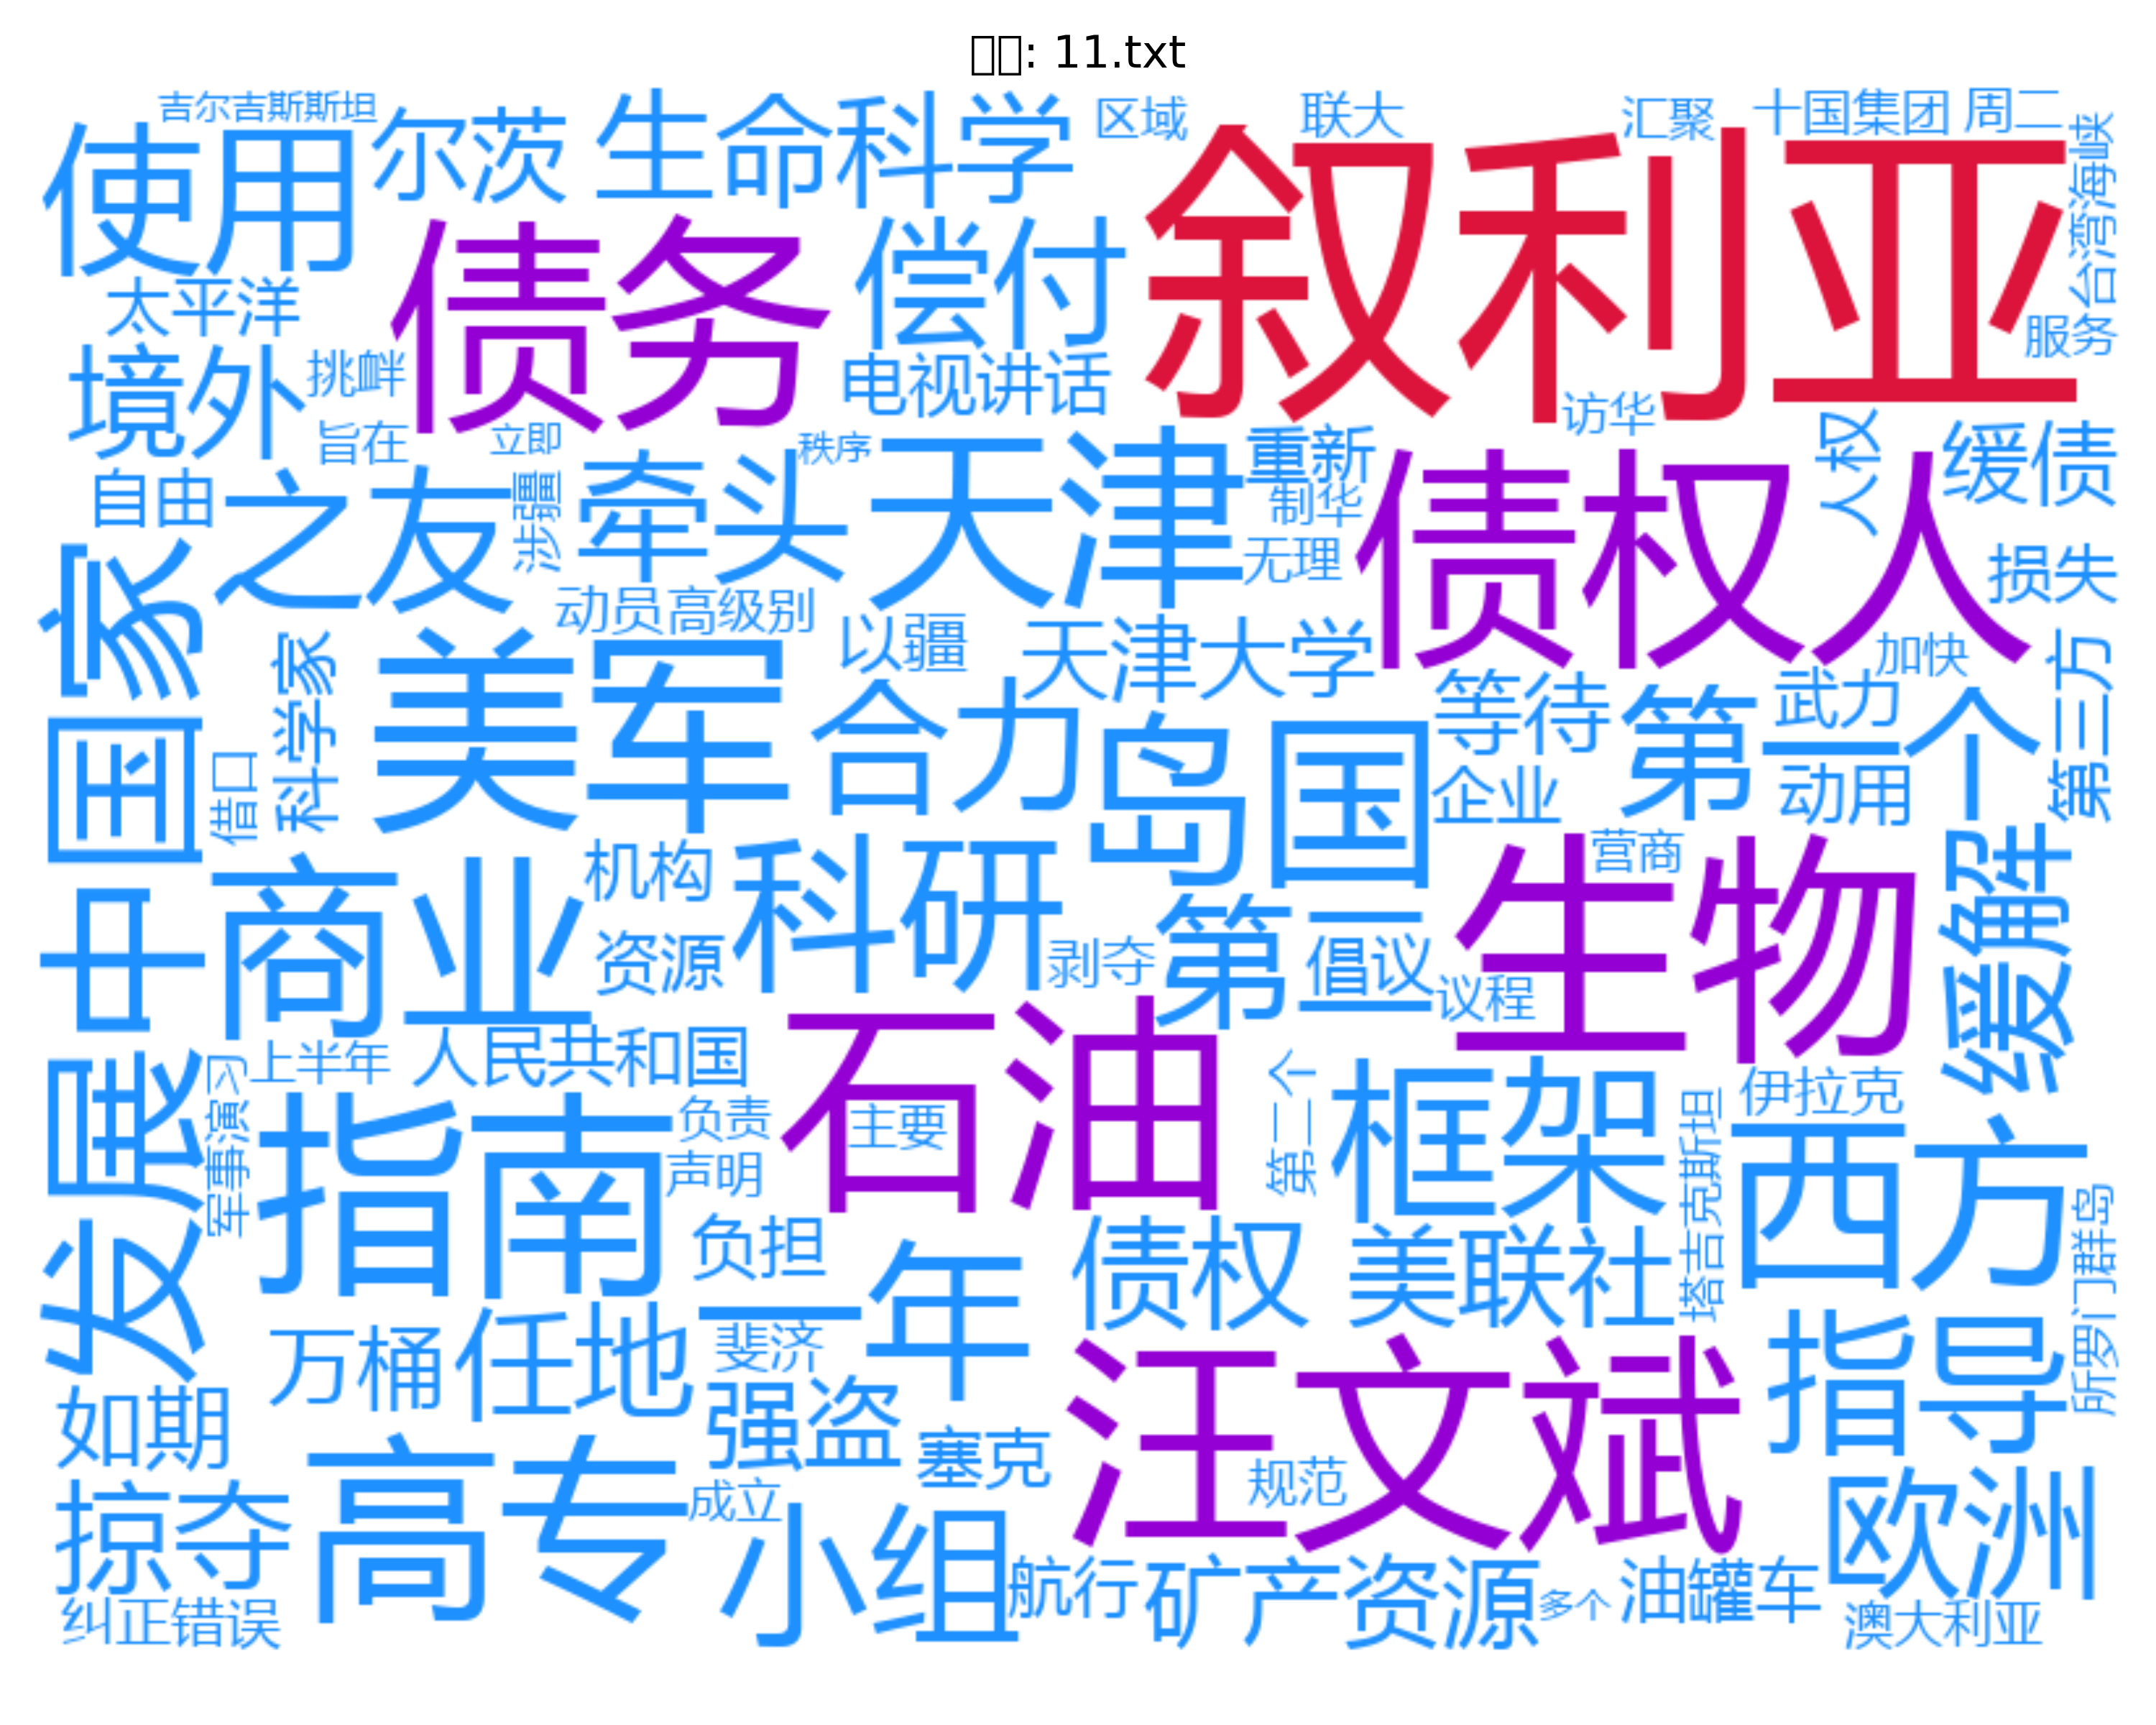 □□: 11.txt
吉尔吉斯斯坦
使用
尔茨
生命科学
区域
联大
汇聚
十国集团
周二
台湾海峡
叙利亚
债务
偿付
太平洋
服务
境外
挑衅
电视讲话
访华
旨在
立即
秩序
重新
权人
缓债
自由
之友
涉疆
牵头
天津
制华
债权人
无理
损失
动员高级别
以疆
天津大学
加快
第三方
中国家
科学家
借口
美军
合力
岛国
等待
第一个
武力
企业
动用
机构
商业
资源
科研
剥夺
第二
倡议
议程
营商
生物
缓解
发展
军事演习
上半年
人民共和国
石油
主要
负责
声明
指南
第一个
框架
塔吉克斯坦
伊拉克
西方
负担
债权
美联社
所罗门群岛
万桶
任地
一年
斐济
强盗
塞克
汪文斌
规范
指导
如期
掠夺
高专
成立
小组
欧洲
纠正错误
航行
矿产资源
多个
油罐车
澳大利亚